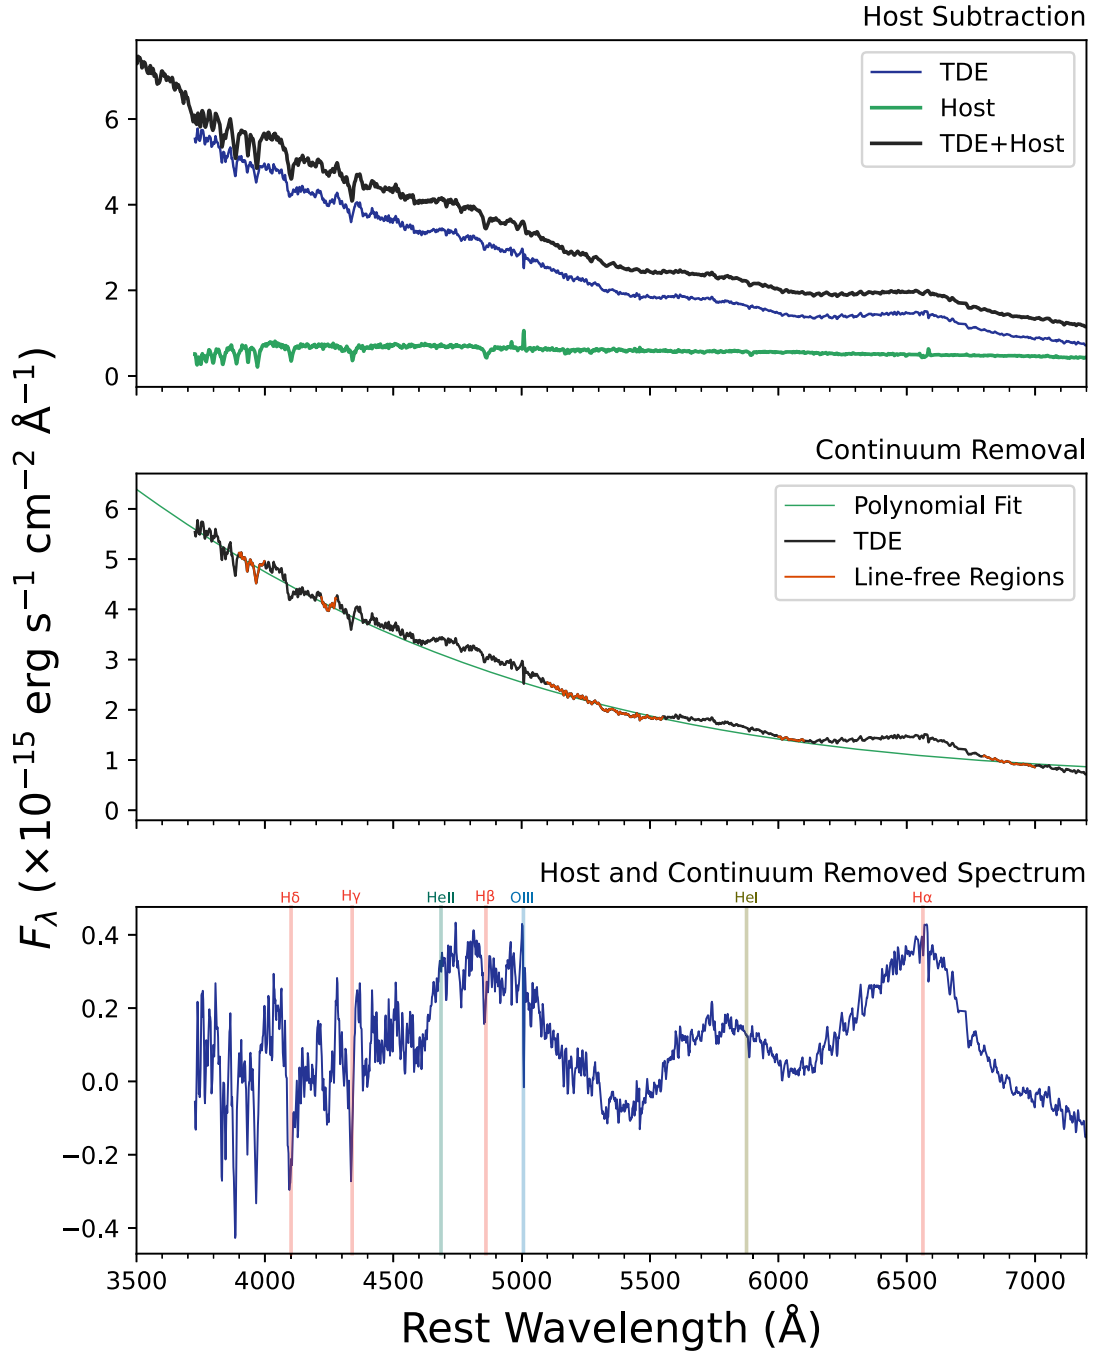 Host Subtraction
TDE
Host
TDE+Host
6
4
2
0
Continuum Removal
Polynomial Fit
TDE
Line-free Regions
6
5
4
3
2
1
0
Host and Continuum Removed Spectrum
Hδ
Hγ
HeII
Hβ
OIII
HeI
Hα
0.4
0.2
0.0
−0.2
−0.4
3500 4000 4500 5000 5500 6000 6500 7000
Rest Wavelength (Å)
F_λ (×10⁻¹⁵ erg s⁻¹ cm⁻² Å⁻¹)